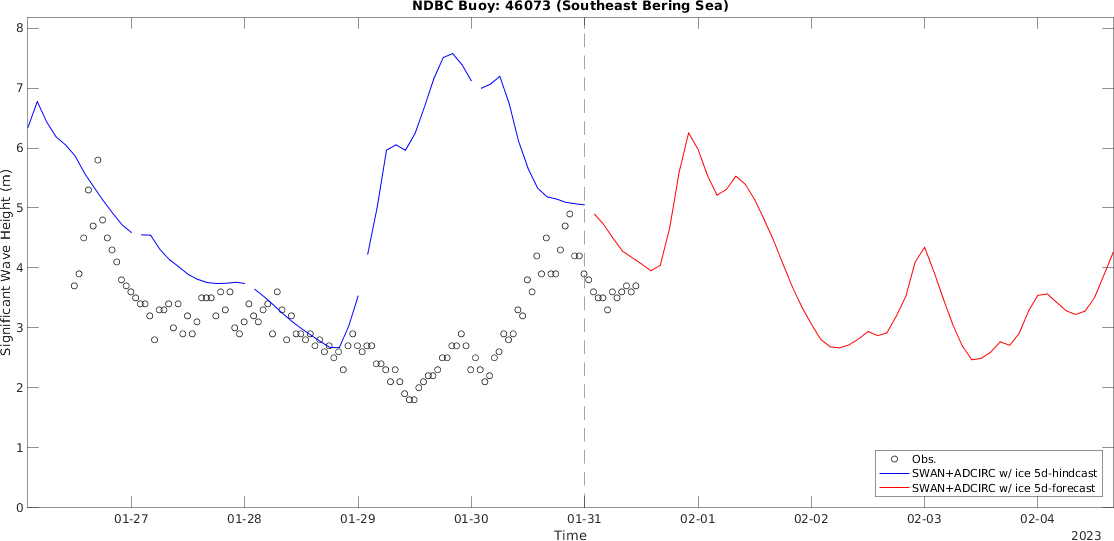 NDBC Buoy: 46073 (Southeast Bering Sea)
8
7
6
5
4
3
2
1
0
Significant Wave Height (m)
Obs.
SWAN+ADCIRC w/ ice 5d-hindcast
SWAN+ADCIRC w/ ice 5d-forecast
01-27 01-28 01-29 01-30 01-31 02-01 02-02 02-03 02-04
Time
2023